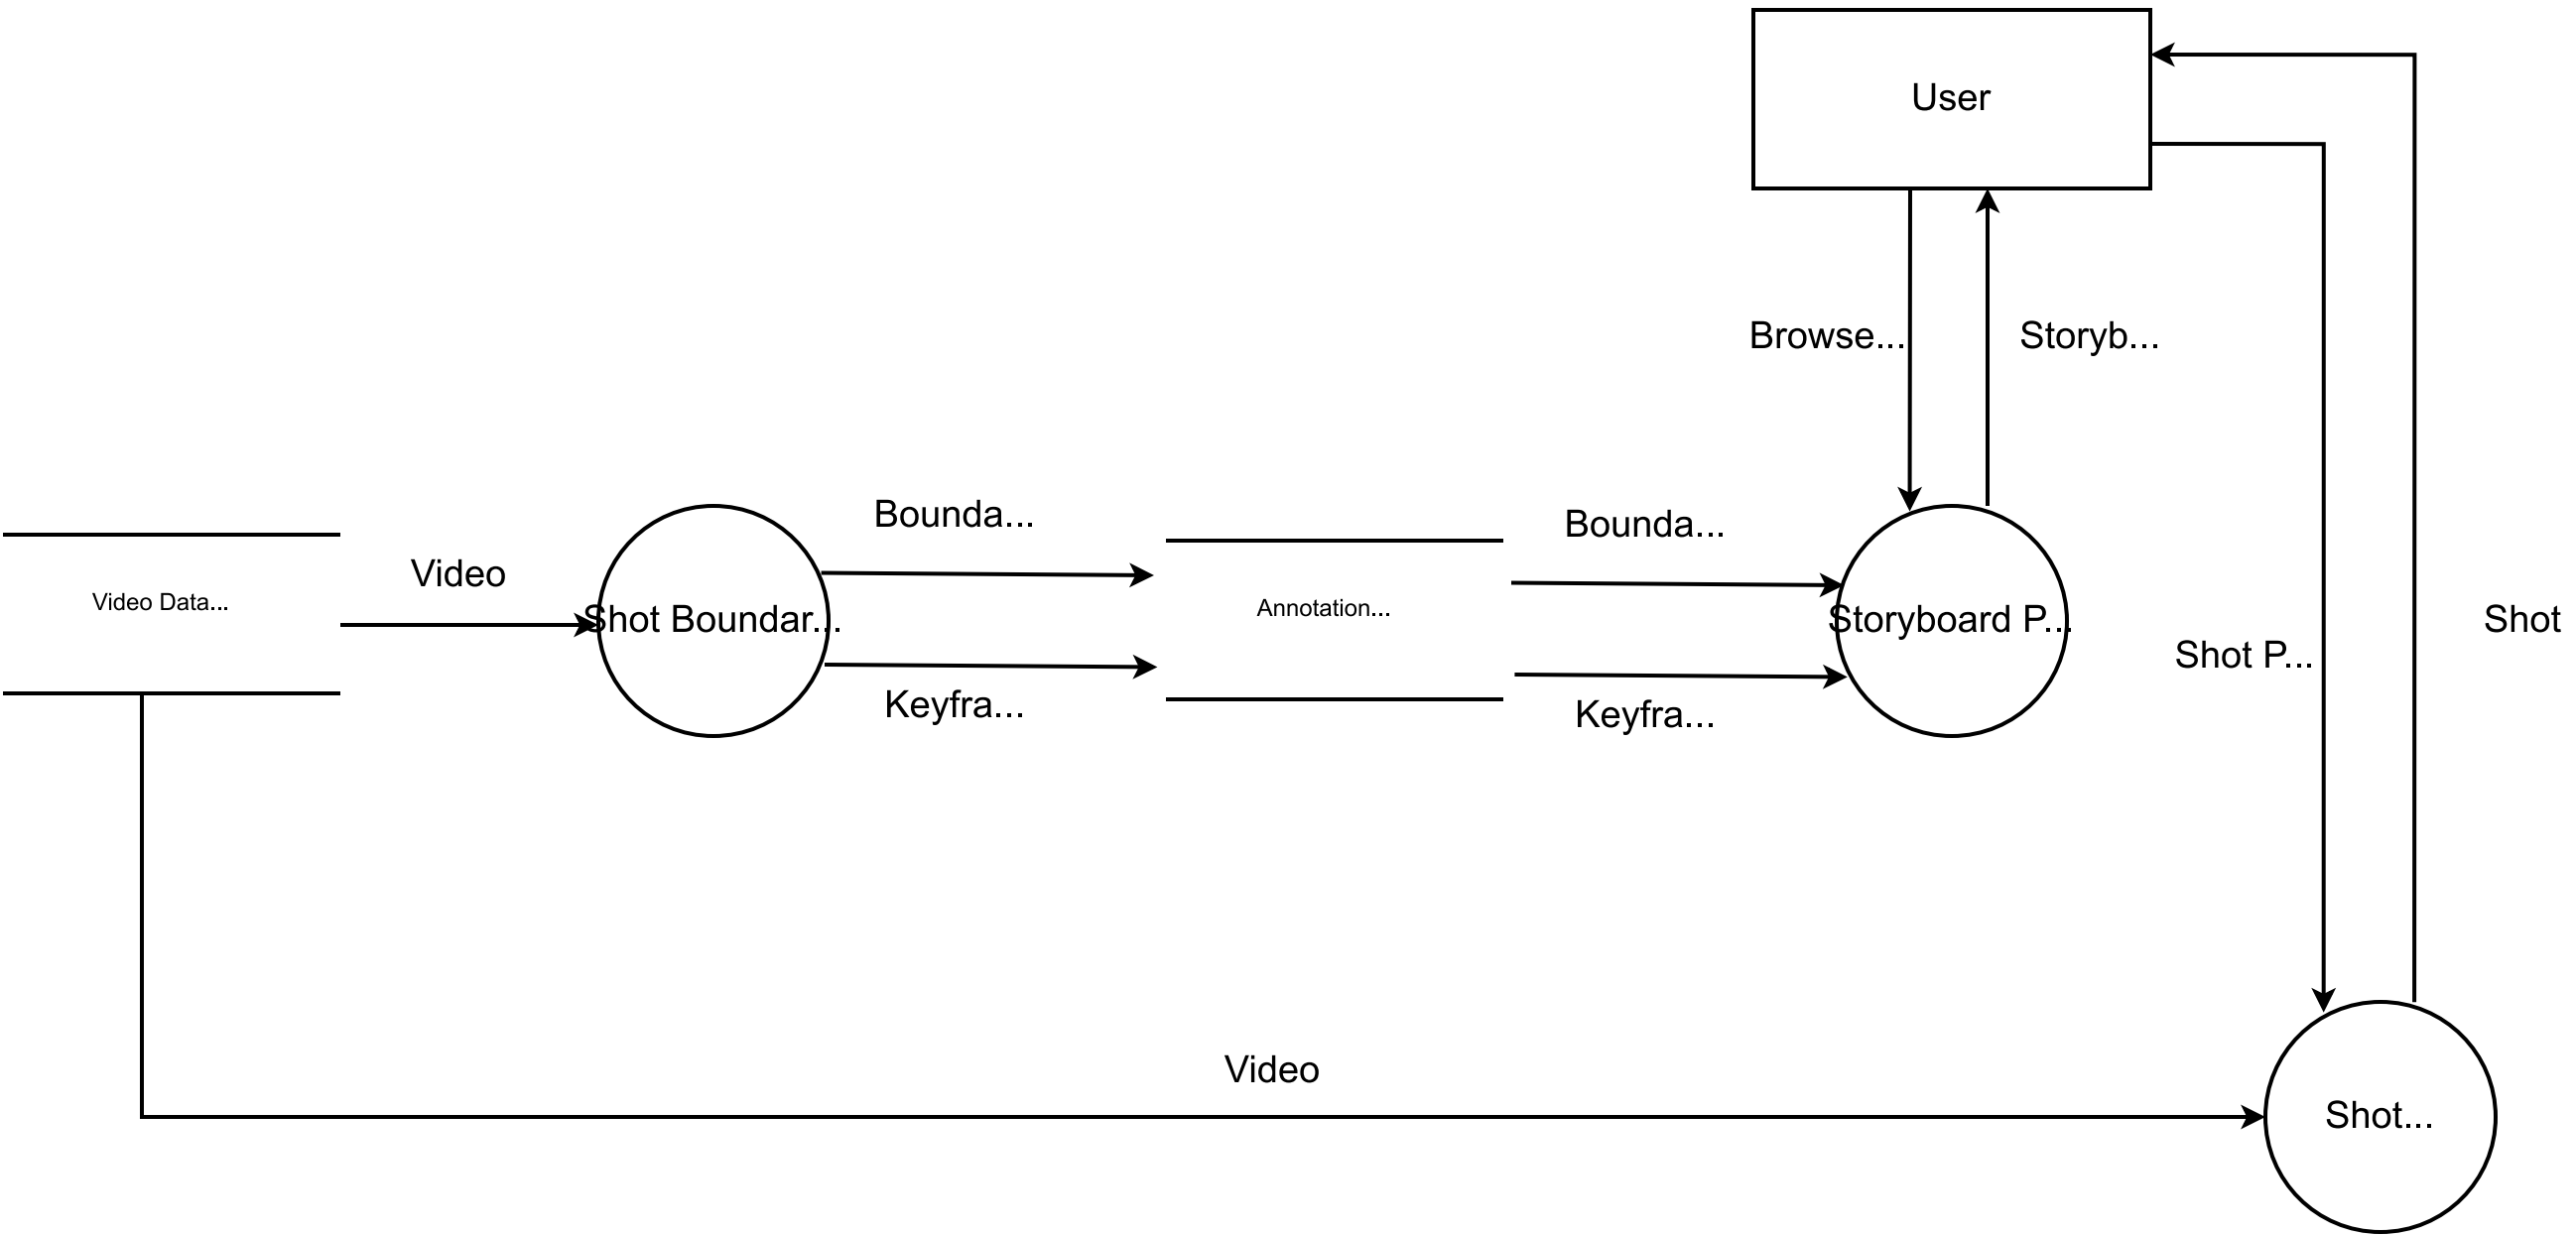 User
Browse...
Storyb...
Bounda...
Bounda...
Video
Video Data...
Annotation...
Shot Boundar...
Storyboard P...
Shot
Shot P...
Keyfra...
Keyfra...
Video
Shot...